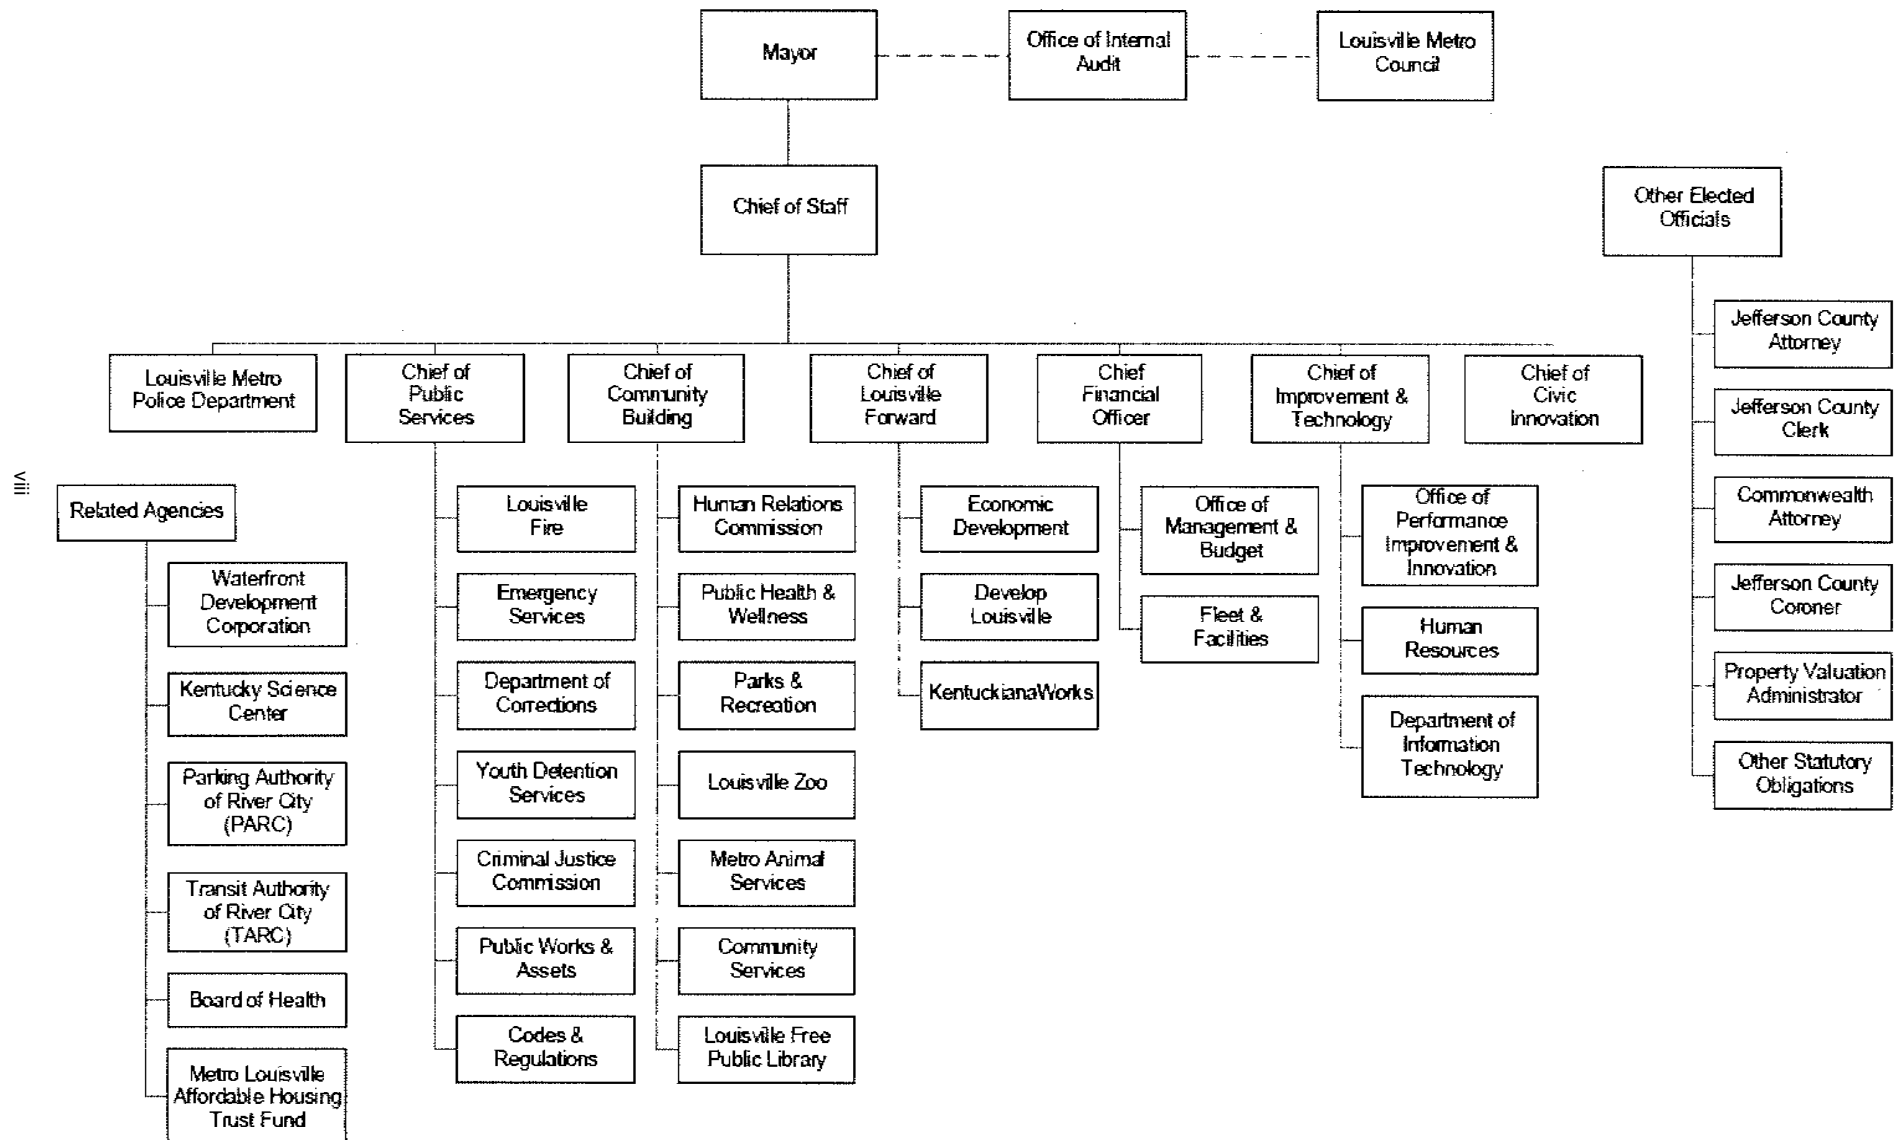 Mayor
Office of Internal
Audit
Louisville Metro
Council
Chief of Staff
Other Elected
Officials
Jefferson County
Attorney
Jefferson County
Clerk
Commonwealth
Attorney
Jefferson County
Coroner
Property Valuation
Administrator
Other Statutory
Obligations
Louisville Metro
Police Department
Chief of
Public
Services
Chief of
Community
Building
Chief of
Louisville
Forward
Chief
Financial
Officer
Chief of
Improvement &
Technology
Chief of
Civic
Innovation
viii
Related Agencies
Waterfront
Development
Corporation
Kentucky Science
Center
Parking Authority
of River City
(PARC)
Transit Authority
of River City
(TARC)
Board of Health
Metro Louisville
Affordable Housing
Trust Fund
Louisville
Fire
Emergency
Services
Department of
Corrections
Youth Detention
Services
Criminal Justice
Commission
Public Works &
Assets
Codes &
Regulations
Human Relations
Commission
Public Health &
Wellness
Parks &
Recreation
Louisville Zoo
Metro Animal
Services
Community
Services
Louisville Free
Public Library
Economic
Development
Develop
Louisville
KentuckianaWorks
Office of
Management &
Budget
Fleet &
Facilities
Office of
Performance
Improvement &
Innovation
Human
Resources
Department of
Information
Technology